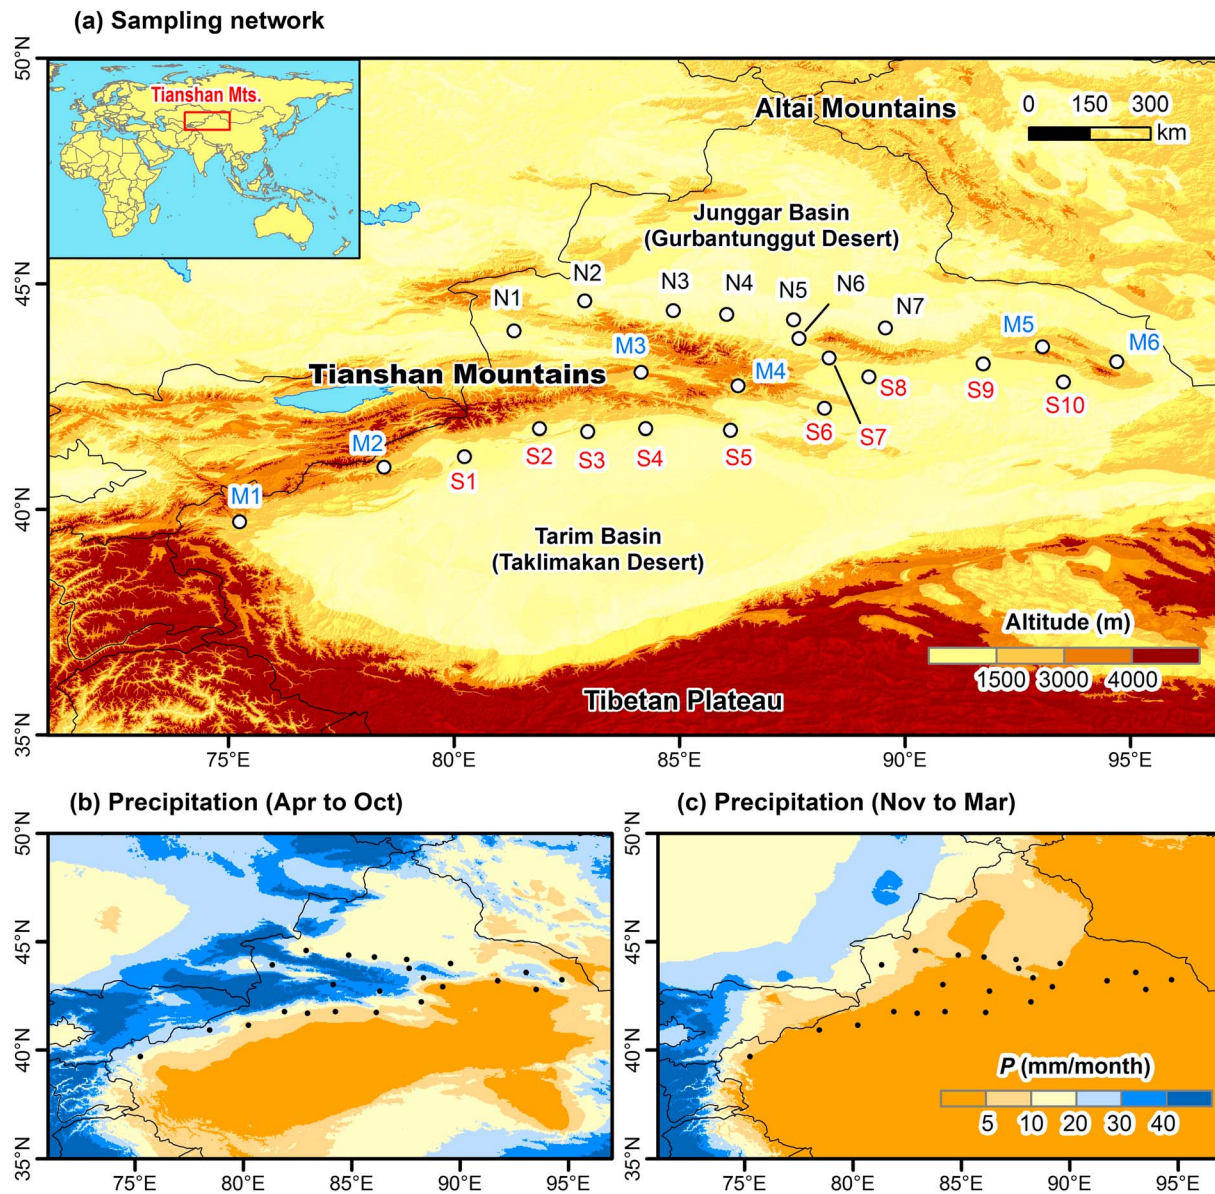 (a) Sampling network
50°N
45°N
40°N
35°N
Tianshan Mts.
Altai Mountains
0 150 300
km
Junggar Basin
(Gurbantunggut Desert)
N1
N2
N3
N4
N5
N6
N7
M3
M4
M5
M6
Tianshan Mountains
S8
S9
S10
M2
S1
S2
S3
S4
S5
S6
S7
M1
Tarim Basin
(Taklimakan Desert)
Altitude (m)
1500 3000 4000
Tibetan Plateau
75°E 80°E 85°E 90°E 95°E
(b) Precipitation (Apr to Oct)
50°N
45°N
40°N
35°N
75°E 80°E 85°E 90°E 95°E
(c) Precipitation (Nov to Mar)
50°N
45°N
40°N
35°N
P (mm/month)
5 10 20 30 40
75°E 80°E 85°E 90°E 95°E